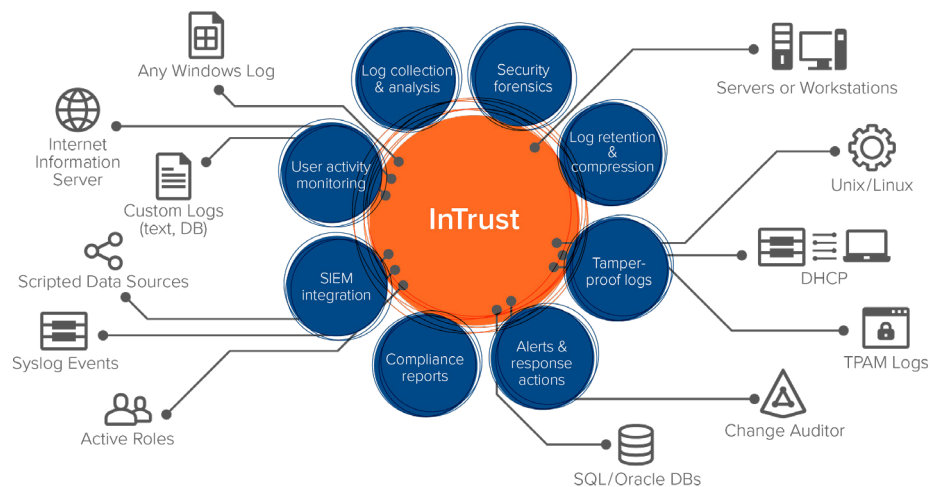 Any Windows Log
Log collection
& analysis
Security
forensics
Servers or Workstations
Internet
Information
Server
User activity
monitoring
Log retention
&
compression
Unix/Linux
Custom Logs
(text, DB)
InTrust
Scripted Data Sources
SIEM
integration
Tamper-
proof logs
DHCP
Syslog Events
Compliance
reports
Alerts &
response
actions
TPAM Logs
Active Roles
Change Auditor
SQL/Oracle DBs